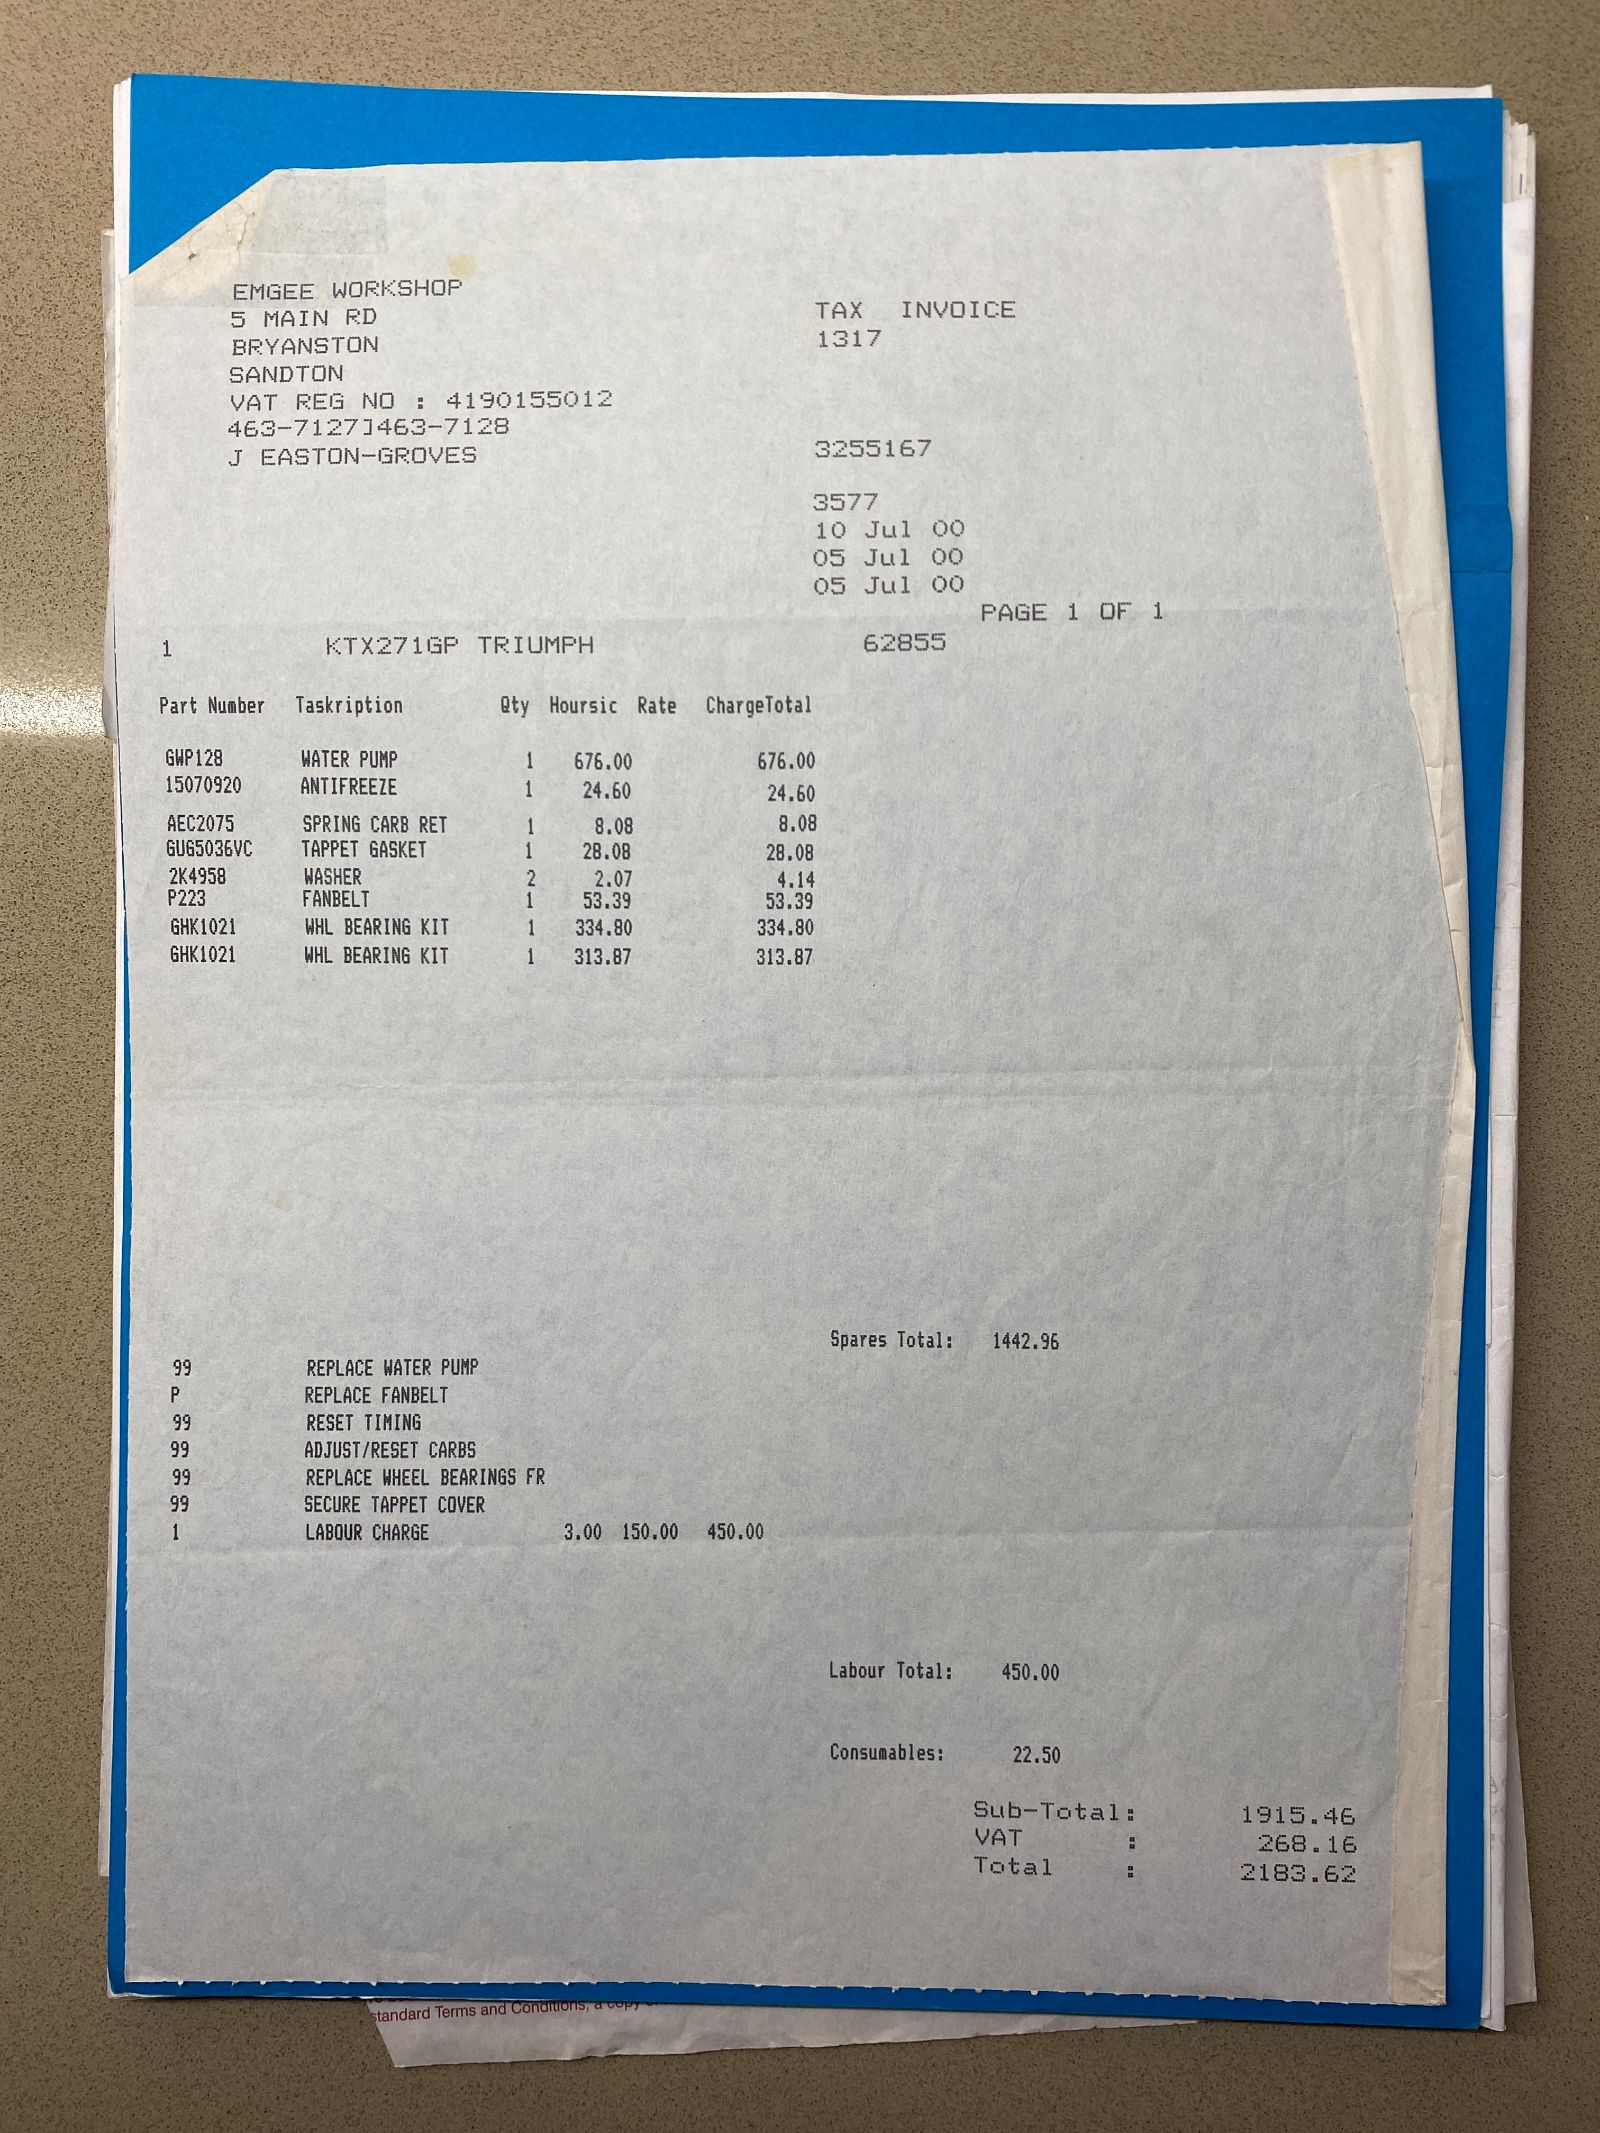 EMGEE WORKSHOP
5 MAIN RD
BRYANSTON
SANDTON
VAT REG NO : 4190155012
463-7127]463-7128
J EASTON-GROVES
TAX INVOICE
1317
3255167
3577
10 Jul 00
05 Jul 00
05 Jul 00
PAGE 1 OF 1
1 KTX271GP TRIUMPH 62855
Part Number Taskription Qty Hoursic Rate ChargeTotal
GWP128 WATER PUMP 1 676.00 676.00
15070920 ANTIFREEZE 1 24.60 24.60
AEC2075 SPRING CARB RET 1 8.08 8.08
GUG5036VC TAPPET GASKET 1 28.08 28.08
2K4958 WASHER 2 2.07 4.14
P223 FANBELT 1 53.39 53.39
GHK1021 WHL BEARING KIT 1 334.80 334.80
GHK1021 WHL BEARING KIT 1 313.87 313.87
Spares Total: 1442.96
99 REPLACE WATER PUMP
P REPLACE FANBELT
99 RESET TIMING
99 ADJUST/RESET CARBS
99 REPLACE WHEEL BEARINGS FR
99 SECURE TAPPET COVER
1 LABOUR CHARGE 3.00 150.00 450.00
Labour Total: 450.00
Consumables: 22.50
Sub-Total: 1915.46
VAT : 268.16
Total : 2183.62
standard Terms and Conditions, a copy